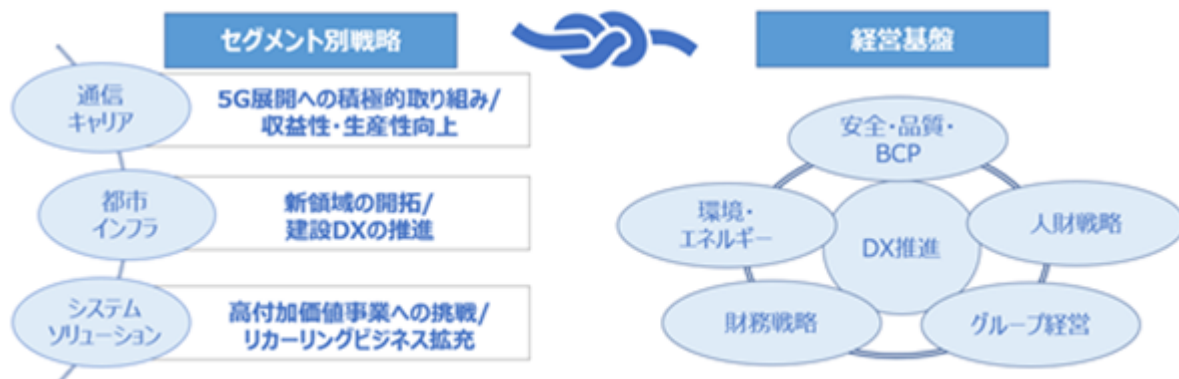 セグメント別戦略
通信
キャリア
5G展開への積極的取り組み/
収益性・生産性向上
都市
インフラ
新領域の開拓/
建設DXの推進
システム
ソリューション
高付加価値事業への挑戦/
リカーリングビジネス拡充
経営基盤
安全・品質・
BCP
環境・
エネルギー
DX推進
人財戦略
財務戦略
グループ経営